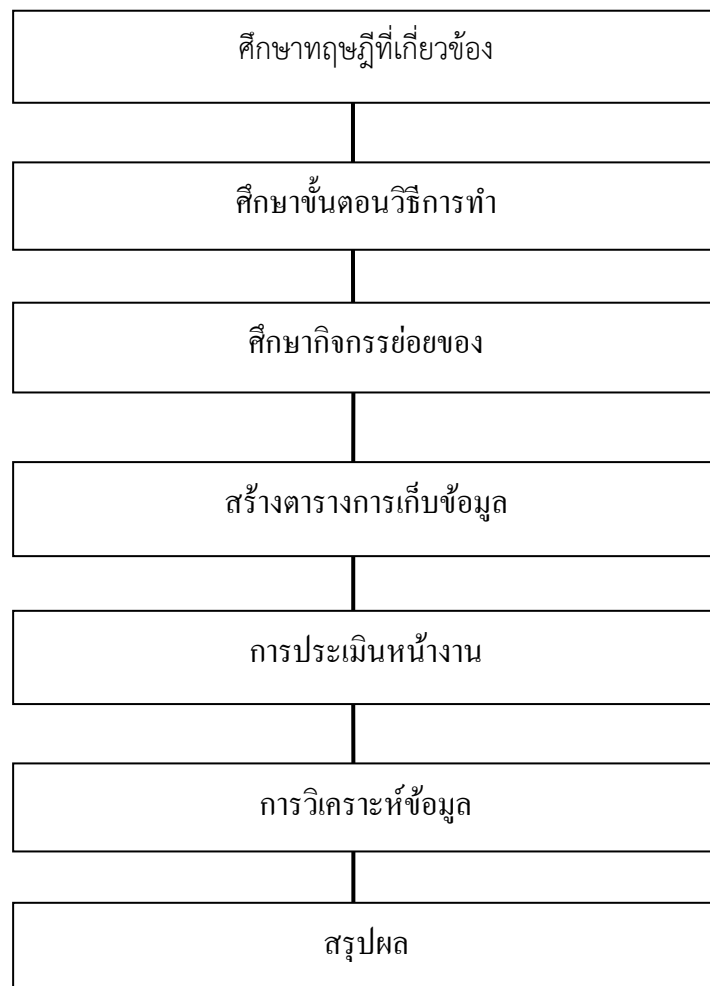 ศึกษาทฤษฎีที่เกี่ยวข้อง
ศึกษาขั้นตอนวิธีการทำ
ศึกษากิจกรรย่อยของ
สร้างตารางการเก็บข้อมูล
การประเมินหน้างาน
การวิเคราะห์ข้อมูล
สรุปผล